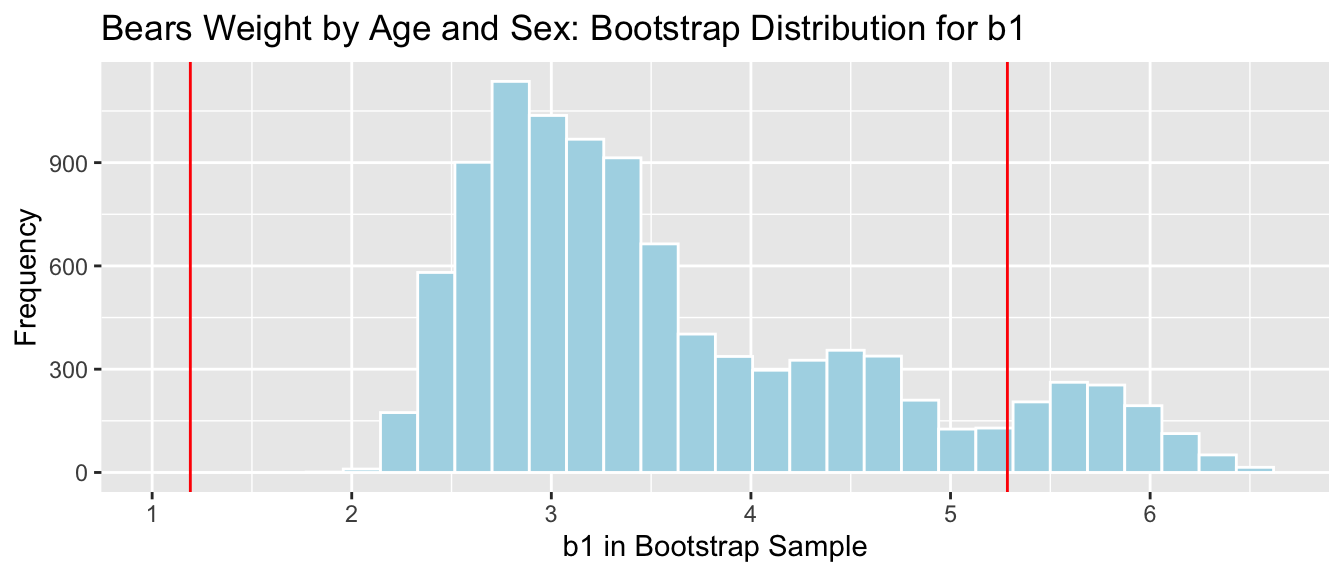 Bears Weight by Age and Sex: Bootstrap Distribution for b1
Frequency
900
600
300
0
1 2 3 4 5 6
b1 in Bootstrap Sample